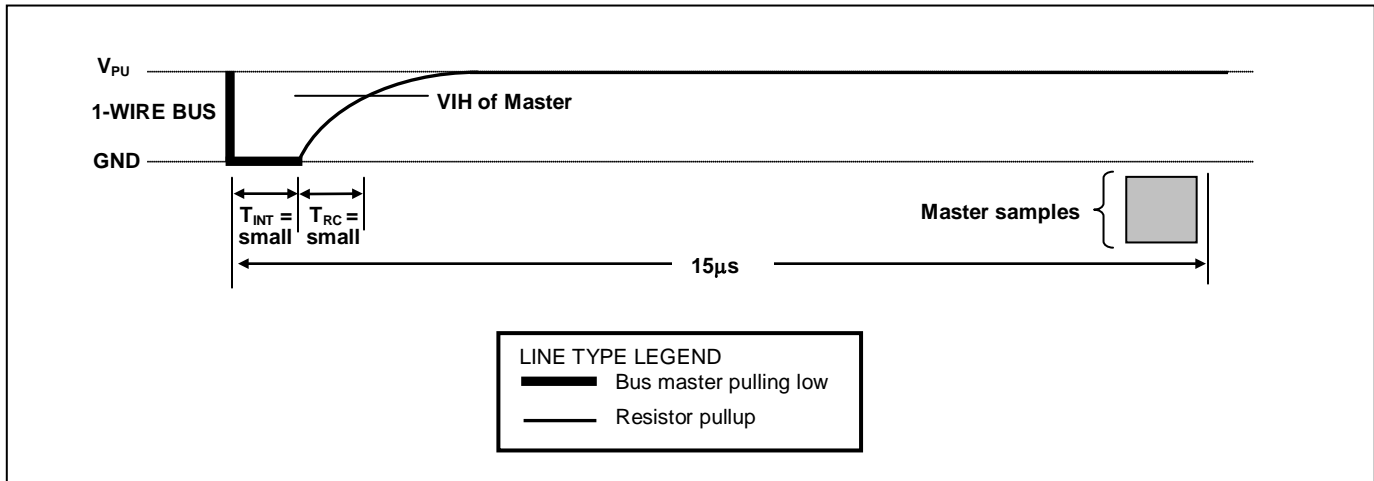 VPU
1-WIRE BUS
VIH of Master
GND
TINT =
small
TRC =
small
Master samples
15μs
LINE TYPE LEGEND
Bus master pulling low
Resistor pullup